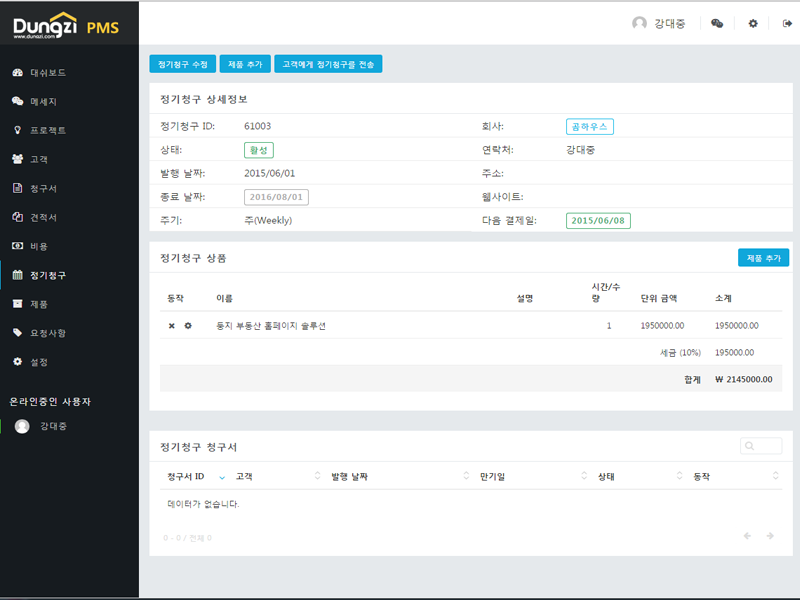 Dungzi PMS
www.dungzi.com
강대중
대쉬보드
메세지
프로젝트
고객
청구서
견적서
비용
정기청구
제품
요청사항
설정
온라인중인 사용자
강대중
정기청구 수정 제품 추가 고객에게 정기청구를 전송
정기청구 상세정보
정기청구 ID: 61003 회사: 곰하우스
상태: 활성 연락처: 강대중
발행 날짜: 2015/06/01 주소:
종료 날짜: 2016/08/01 웹사이트:
주기: 주(Weekly) 다음 결제일: 2015/06/08
정기청구 상품 제품 추가
동작 이름 설명 시간/수량 단위 금액 소계
둥지 부동산 홈페이지 솔루션 1 1950000.00 1950000.00
세금 (10%) 195000.00
합계 ₩ 2145000.00
정기청구 청구서
청구서 ID 고객 발행 날짜 만기일 상태 동작
데이터가 없습니다.
0 - 0 / 전체 0